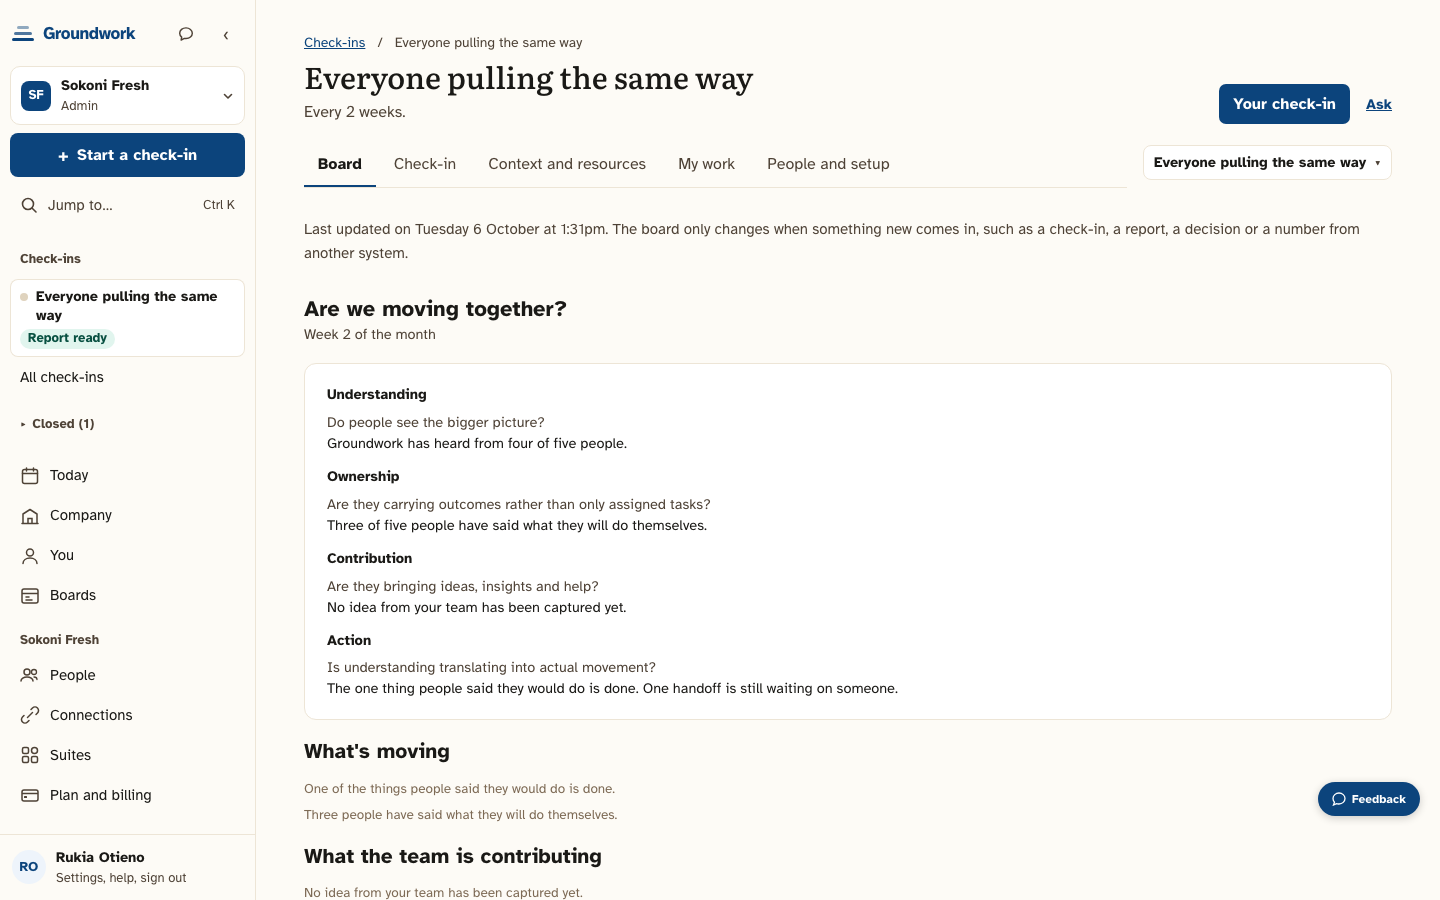 Groundwork
SF
Sokoni Fresh
Admin
+ Start a check-in
Jump to...
Ctrl K
Check-ins
Everyone pulling the same
way
Report ready
All check-ins
Closed (1)
Today
Company
You
Boards
Sokoni Fresh
People
Connections
Suites
Plan and billing
RO
Rukia Otieno
Settings, help, sign out
Check-ins / Everyone pulling the same way
Everyone pulling the same way
Every 2 weeks.
Your check-in
Ask
Board
Check-in
Context and resources
My work
People and setup
Everyone pulling the same way
Last updated on Tuesday 6 October at 1:31pm. The board only changes when something new comes in, such as a check-in, a report, a decision or a number from
another system.
Are we moving together?
Week 2 of the month
Understanding
Do people see the bigger picture?
Groundwork has heard from four of five people.
Ownership
Are they carrying outcomes rather than only assigned tasks?
Three of five people have said what they will do themselves.
Contribution
Are they bringing ideas, insights and help?
No idea from your team has been captured yet.
Action
Is understanding translating into actual movement?
The one thing people said they would do is done. One handoff is still waiting on someone.
What's moving
One of the things people said they would do is done.
Three people have said what they will do themselves.
What the team is contributing
No idea from your team has been captured yet.
Feedback